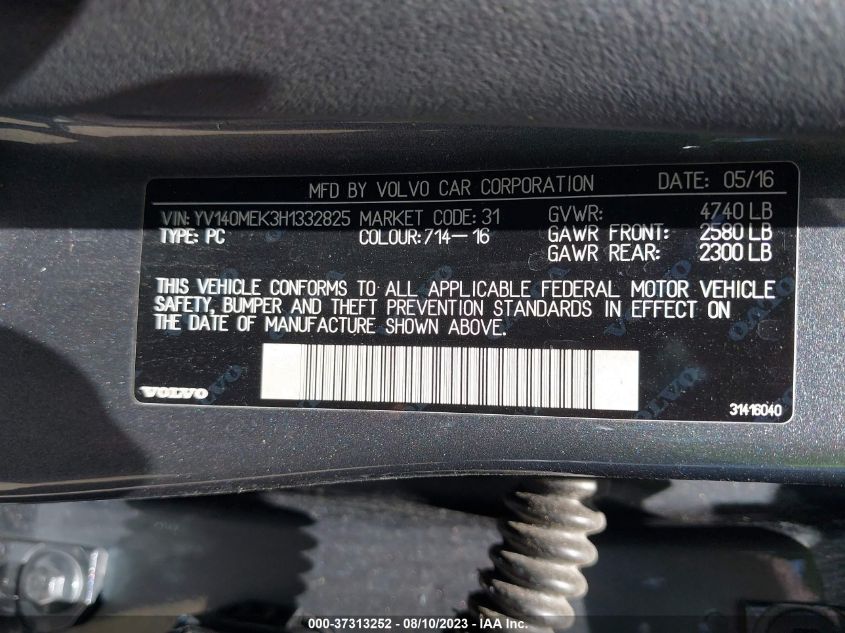 MFD BY VOLVO CAR CORPORATION DATE: 05/16
VIN: YV140MEK3H1332825 MARKET CODE: 31 GVWR: 4740 LB
TYPE: PC COLOUR: 714-16 GAWR FRONT: 2580 LB
GAWR REAR: 2300 LB
THIS VEHICLE CONFORMS TO ALL APPLICABLE FEDERAL MOTOR VEHICLE
SAFETY, BUMPER AND THEFT PREVENTION STANDARDS IN EFFECT ON
THE DATE OF MANUFACTURE SHOWN ABOVE.
VOLVO
31416040
000-37313252 - 08/10/2023 - IAA Inc.